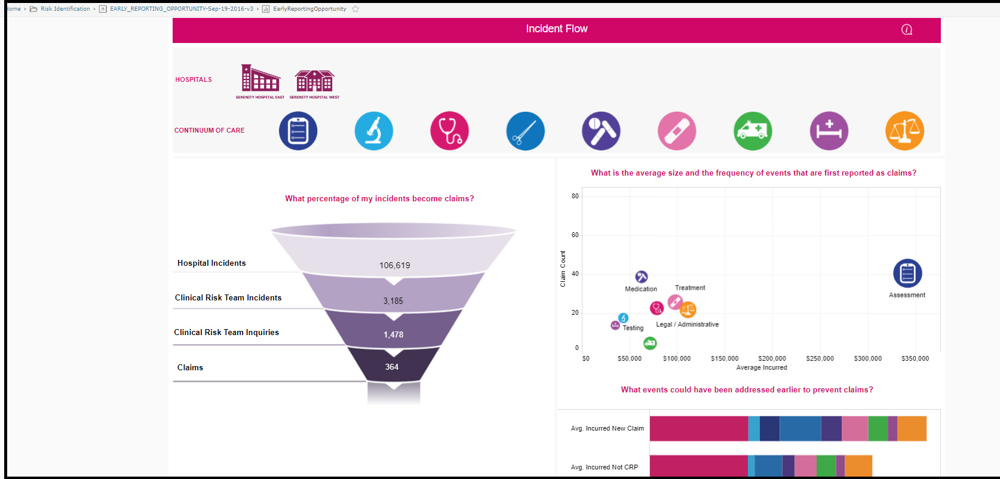 Home › Risk Identification › EARLY_REPORTING_OPPORTUNITY-Sep-19-2016-v3 › EarlyReportingOpportunity
Incident Flow
HOSPITALS
SERENITY HOSPITAL EAST
SERENITY HOSPITAL WEST
CONTINUUM OF CARE
What percentage of my incidents become claims?
Hospital Incidents
106,619
Clinical Risk Team Incidents
3,185
Clinical Risk Team Inquiries
1,478
Claims
364
What is the average size and the frequency of events that are first reported as claims?
Claim Count
80
60
40
20
0
Medication
Treatment
Testing
Legal / Administrative
Assessment
$0
$50,000
$100,000
$150,000
$200,000
$250,000
$300,000
$350,000
Average Incurred
What events could have been addressed earlier to prevent claims?
Avg. Incurred New Claim
Avg. Incurred Not CRP